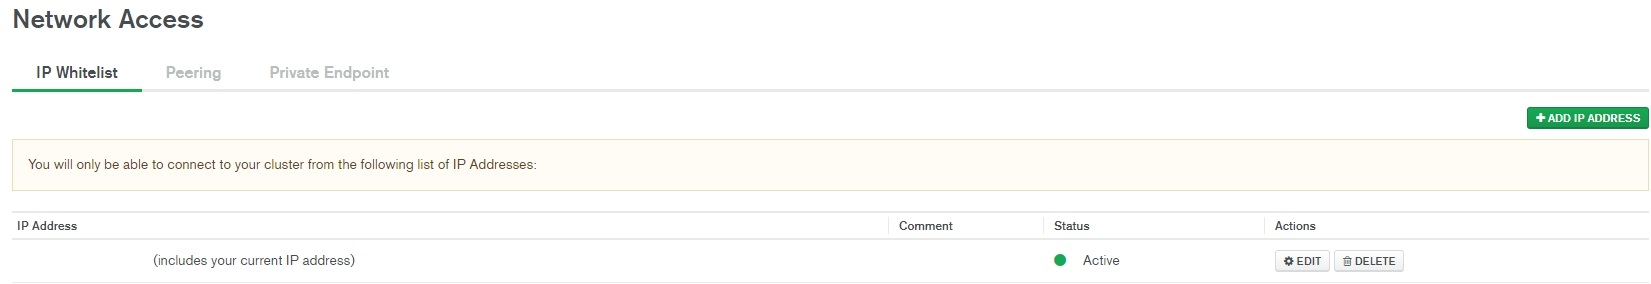 Network Access
IP Whitelist Peering Private Endpoint
ADD IP ADDRESS
You will only be able to connect to your cluster from the following list of IP Addresses:
IP Address Comment Status Actions
(includes your current IP address) Active EDIT DELETE